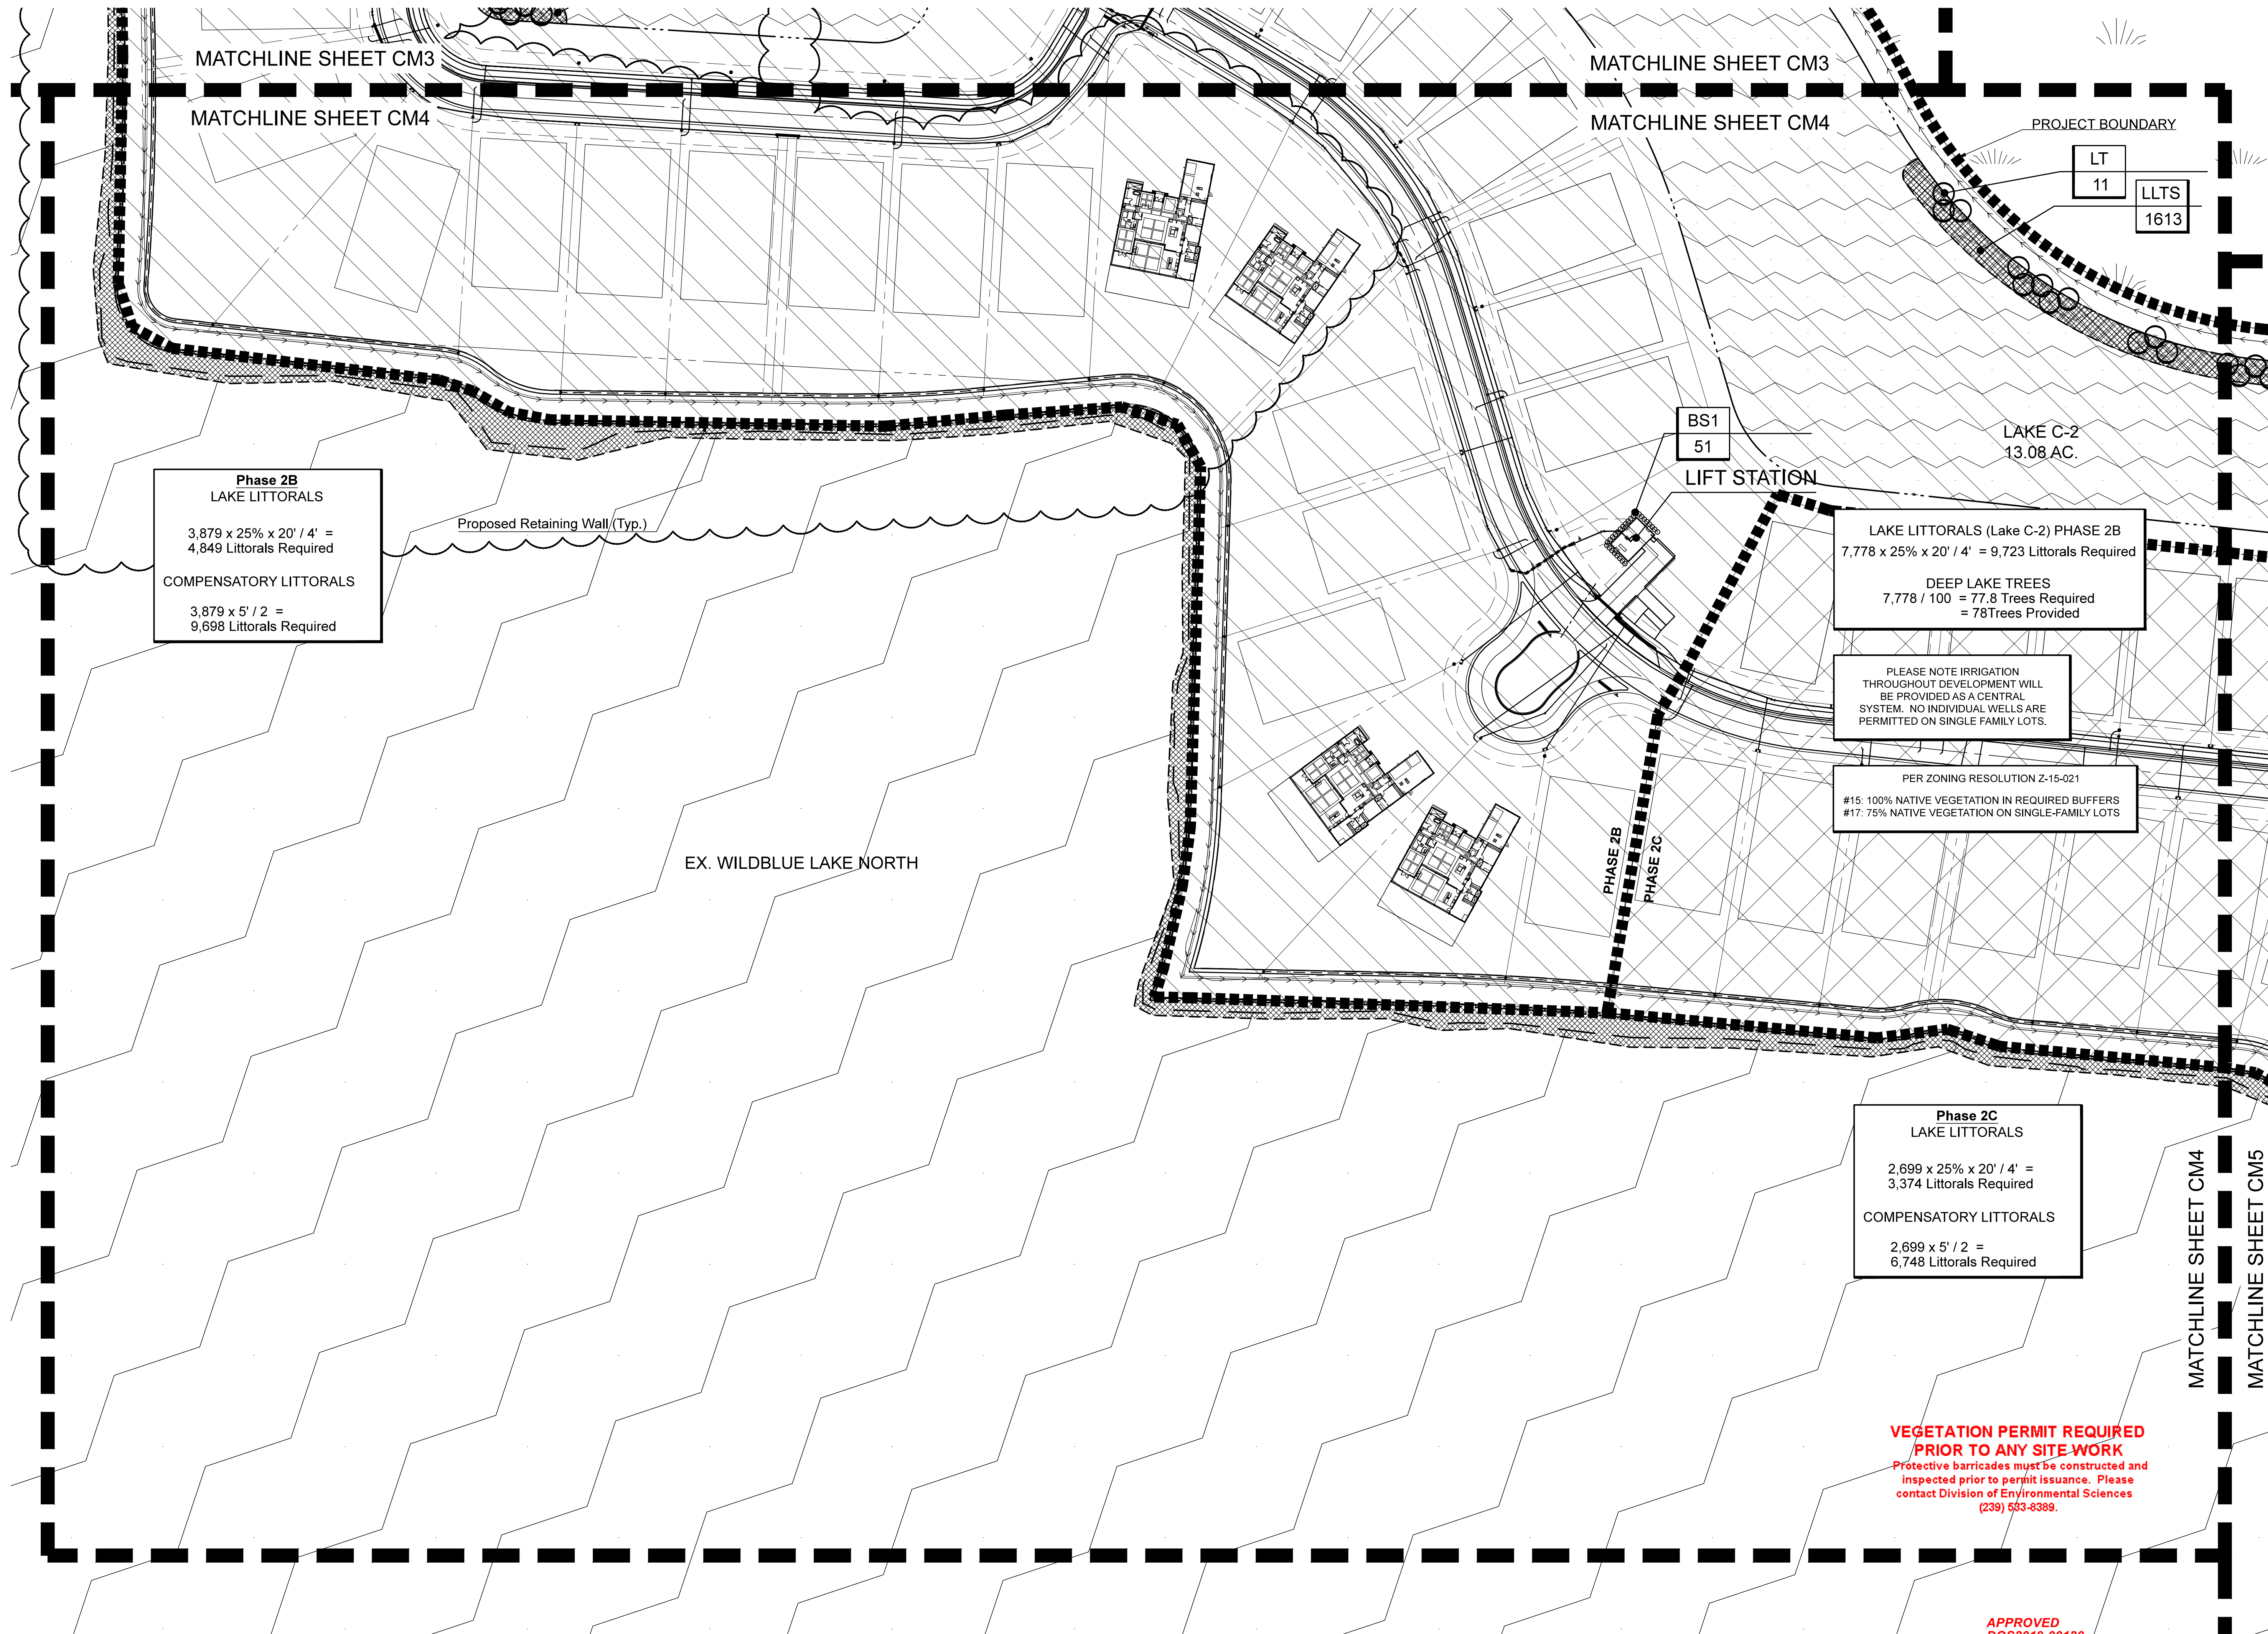 MATCHLINE SHEET CM3
MATCHLINE SHEET CM4
MATCHLINE SHEET CM3
MATCHLINE SHEET CM4
PROJECT BOUNDARY
LT
11
LLTS
1613
BS1
51
LIFT STATION
LAKE C-2
13.08 AC.
Phase 2B
LAKE LITTORALS
3,879 x 25% x 20' / 4' =
4,849 Littorals Required
COMPENSATORY LITTORALS
3,879 x 5' / 2 =
9,698 Littorals Required
Proposed Retaining Wall (Typ.)
LAKE LITTORALS (Lake C-2) PHASE 2B
7,778 x 25% x 20' / 4' = 9,723 Littorals Required
DEEP LAKE TREES
7,778 / 100 = 77.8 Trees Required
= 78Trees Provided
PLEASE NOTE IRRIGATION
THROUGHOUT DEVELOPMENT WILL
BE PROVIDED AS A CENTRAL
SYSTEM. NO INDIVIDUAL WELLS ARE
PERMITTED ON SINGLE FAMILY LOTS.
PER ZONING RESOLUTION Z-15-021
#15: 100% NATIVE VEGETATION IN REQUIRED BUFFERS
#17: 75% NATIVE VEGETATION ON SINGLE-FAMILY LOTS
EX. WILDBLUE LAKE NORTH
PHASE 2B
PHASE 2C
Phase 2C
LAKE LITTORALS
2,699 x 25% x 20' / 4' =
3,374 Littorals Required
COMPENSATORY LITTORALS
2,699 x 5' / 2 =
6,748 Littorals Required
MATCHLINE SHEET CM4
MATCHLINE SHEET CM5
VEGETATION PERMIT REQUIRED
PRIOR TO ANY SITE WORK
Protective barricades must be constructed and
inspected prior to permit issuance. Please
contact Division of Environmental Sciences
(239) 533-8389.
APPROVED